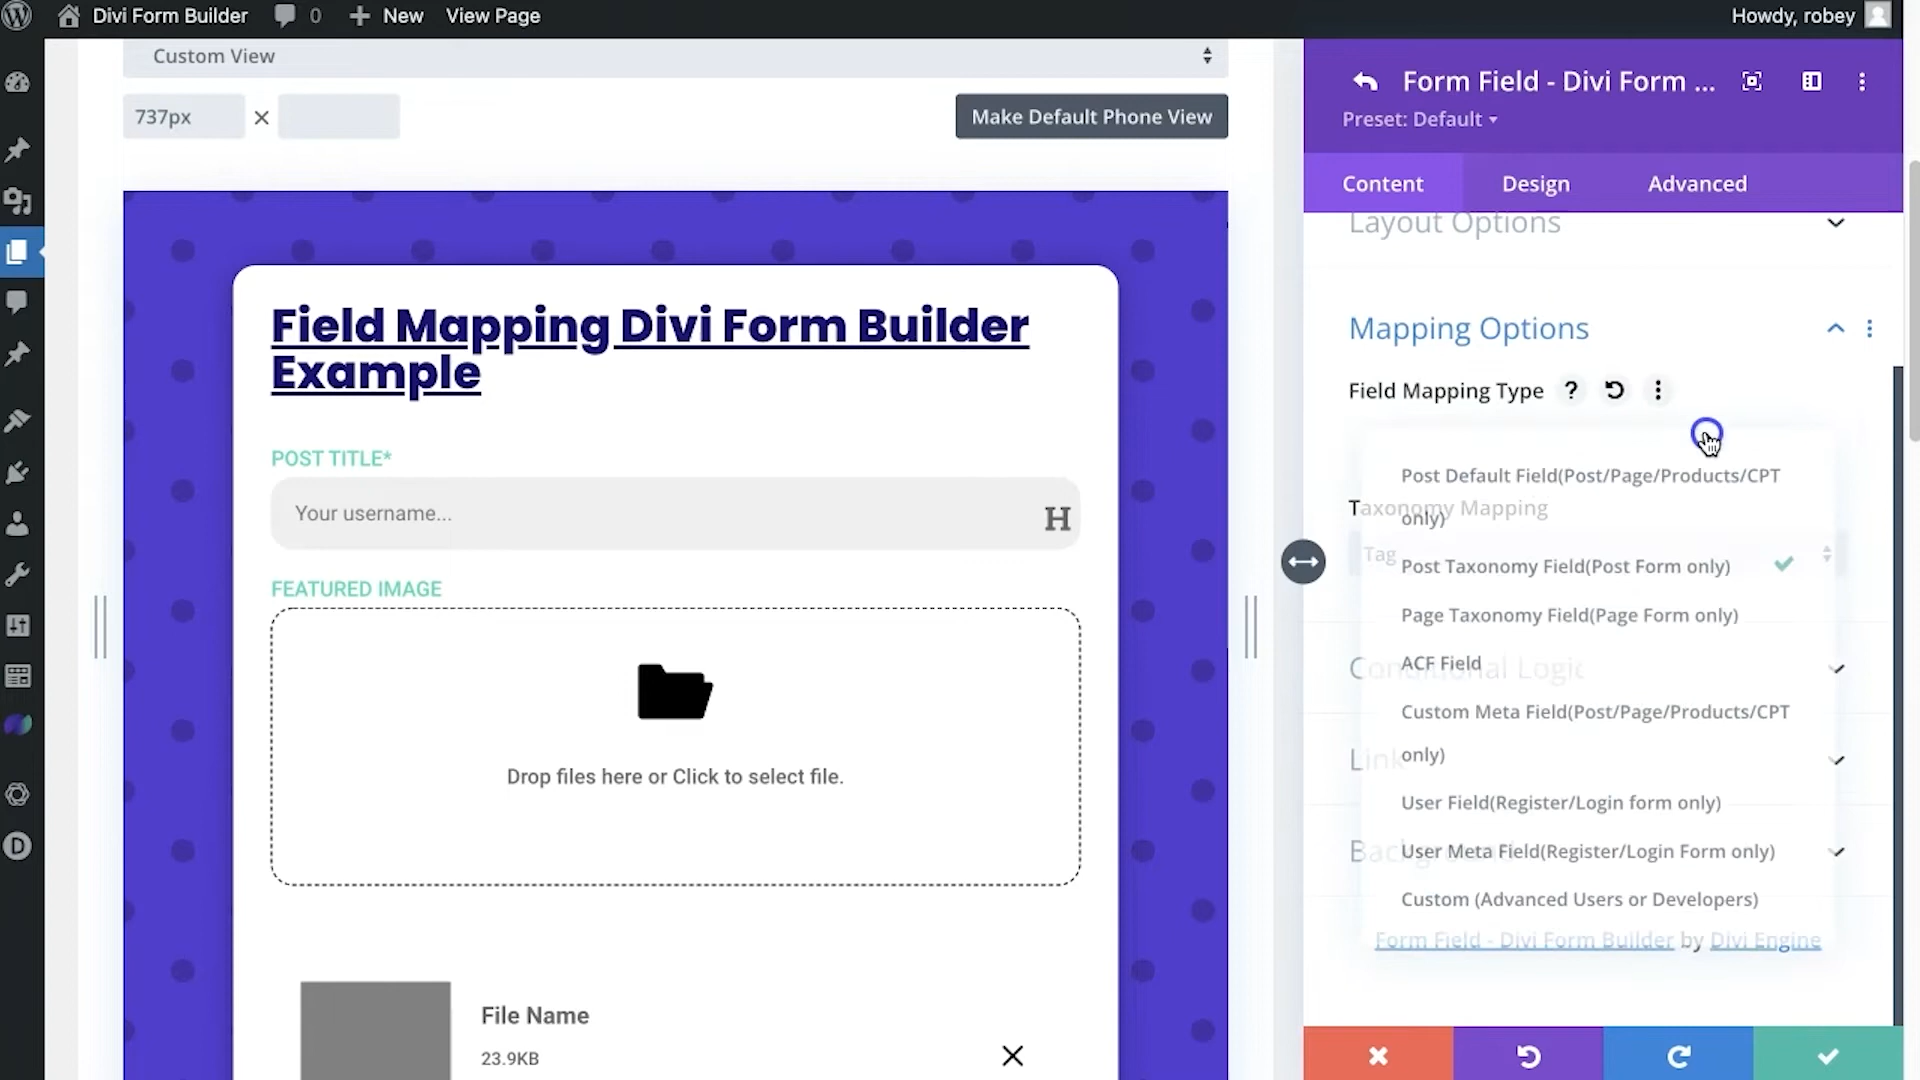 Divi Form Builder
0
New
View Page
Howdy, robey
Custom View
737px
Make Default Phone View
Field Mapping Divi Form Builder
Example
POST TITLE*
Your username...
H
FEATURED IMAGE
Drop files here or Click to select file.
File Name
23.9KB
Form Field - Divi Form ...
Preset: Default
Content
Design
Advanced
Layout Options
Mapping Options
Field Mapping Type
?
Post Default Field(Post/Page/Products/CPT
only)
Taxonomy Mapping
Tag
Post Taxonomy Field(Post Form only)
Page Taxonomy Field(Page Form only)
ACF Field
Conditional Logic
Custom Meta Field(Post/Page/Products/CPT
only)
Link
User Field(Register/Login form only)
User Meta Field(Register/Login Form only)
Background
Custom (Advanced Users or Developers)
Form Field - Divi Form Builder by Divi Engine